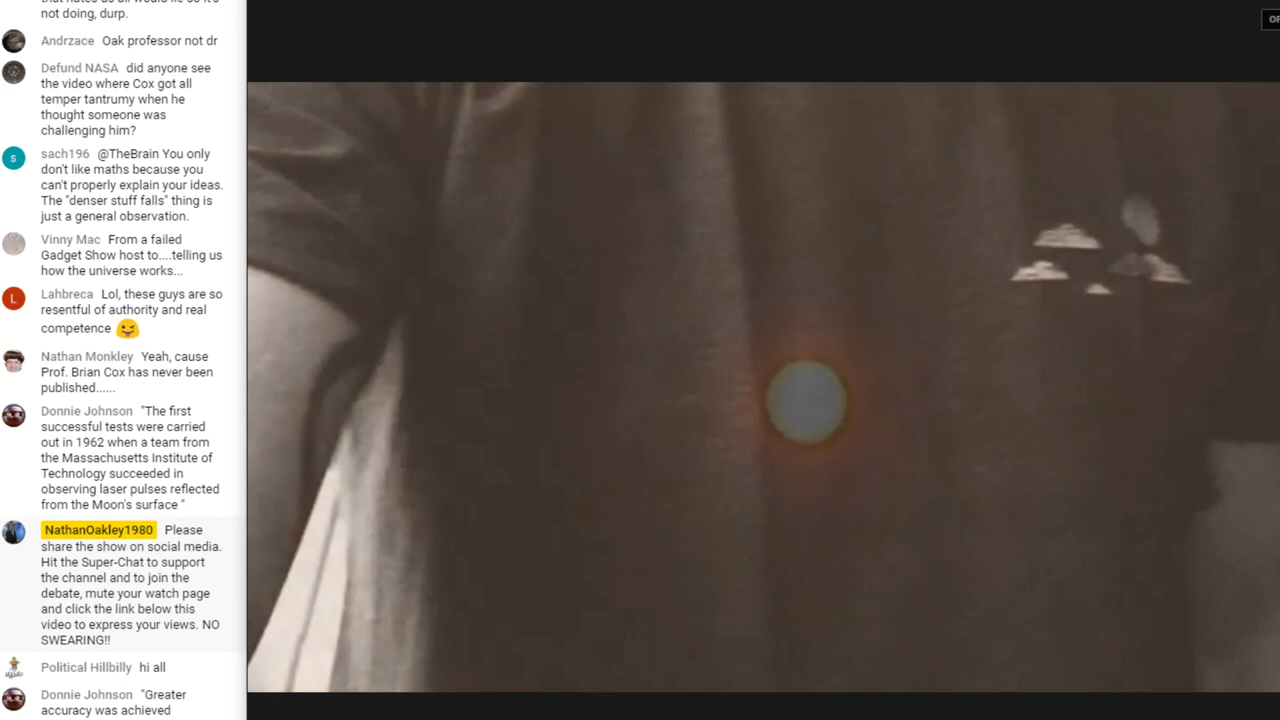 that hates us all would lie so it's
not doing, durp.
Andrzace Oak professor not dr
Defund NASA did anyone see
the video where Cox got all
temper tantrumy when he
thought someone was
challenging him?
S
sach196 @TheBrain You only
don't like maths because you
can't properly explain your ideas.
The "denser stuff falls" thing is
just a general observation.
Vinny Mac From a failed
Gadget Show host to....telling us
how the universe works...
L
Lahbreca Lol, these guys are so
resentful of authority and real
competence 😜
Nathan Monkley Yeah, cause
Prof. Brian Cox has never been
published......
Donnie Johnson "The first
successful tests were carried
out in 1962 when a team from
the Massachusetts Institute of
Technology succeeded in
observing laser pulses reflected
from the Moon's surface "
NathanOakley1980 Please
share the show on social media.
Hit the Super-Chat to support
the channel and to join the
debate, mute your watch page
and click the link below this
video to express your views. NO
SWEARING!!
Political Hillbilly hi all
Donnie Johnson "Greater
accuracy was achieved